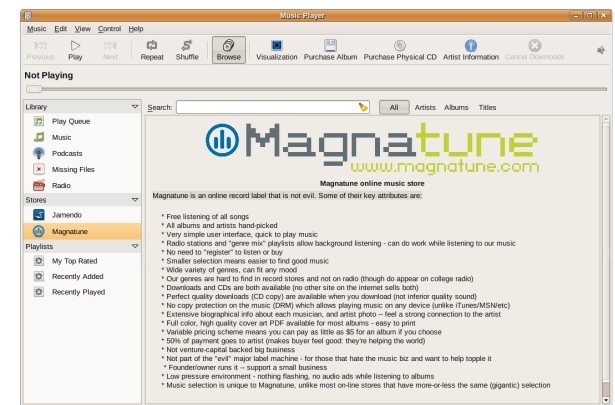 Music Player
Music Edit View Control Help
Previous Play Next Repeat Shuffle Browse Visualization Purchase Album Purchase Physical CD Artist Information Cancel Downloads
Not Playing
Library
Play Queue
Music
Podcasts
Missing Files
Radio
Stores
Jamendo
Magnatune
Playlists
My Top Rated
Recently Added
Recently Played
Search: All Artists Albums Titles
Magnatune
www.magnatune.com
Magnatune online music store
Magnatune is an online record label that is not evil. Some of their key attributes are:
* Free listening of all songs
* All albums and artists hand-picked
* Very simple user interface, quick to play music
* Radio stations and "genre mix" playlists allow background listening - can do work while listening to our music
* No need to "register" to listen or buy
* Smaller selection means easier to find good music
* Wide variety of genres, can fit any mood
* Our genres are hard to find in record stores and not on radio (though do appear on college radio)
* Downloads and CDs are both available (no other site on the internet sells both)
* Perfect quality downloads (CD copy) are available when you download (not inferior quality sound)
* No copy protection on the music (DRM) which allows playing music on any device (unlike iTunes/MSN/etc)
* Extensive biographical info about each musician, and artist photo -- feel a strong connection to the artist
* Full color, high quality cover art PDF available for most albums - easy to print
* Variable pricing scheme means you can pay as little as $5 for an album if you choose
* 50% of payment goes to artist (makes buyer feel good: they're helping the world)
* Not venture-capital backed big business
* Not part of the "evil" major label machine - for those that hate the music biz and want to help topple it
* Founder/owner runs it -- support a small business
* Low pressure environment - nothing flashing, no audio ads while listening to albums
* Music selection is unique to Magnatune, unlike most on-line stores that have more-or-less the same (gigantic) selection